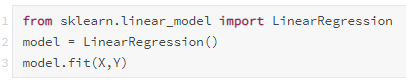 1 from sklearn.linear_model import LinearRegression
2 model = LinearRegression()
3 model.fit(X,Y)